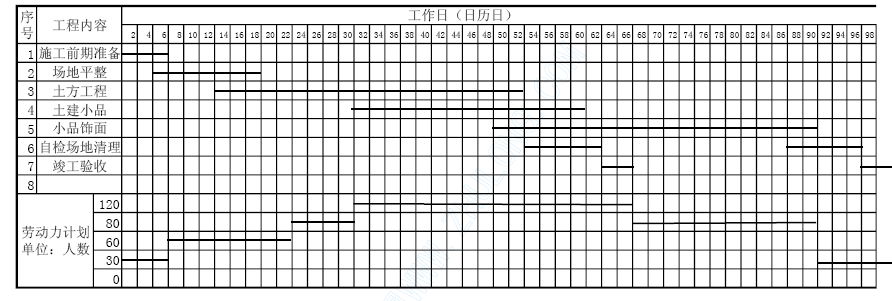 序号 工程内容 工作日（日历日）
2 4 6 8 10 12 14 16 18 20 22 24 26 28 30 32 34 36 38 40 42 44 46 48 50 52 54 56 58 60 62 64 66 68 70 72 74 76 78 80 82 84 86 88 90 92 94 96 98
1 施工前期准备
2 场地平整
3 土方工程
4 土建小品
5 小品饰面
6 自检场地清理
7 竣工验收
8
劳动力计划
单位：人数
120
80
60
30
0